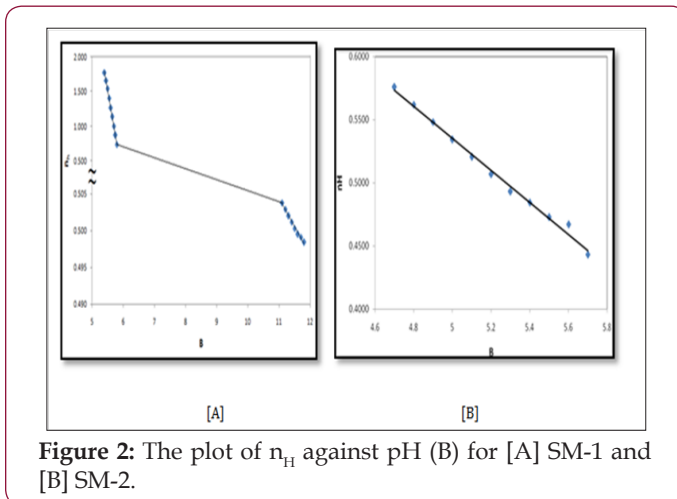 2.000
1.500
1.000
0.500
≈
0.505
0.500
0.495
0.490
5 6 7 8 9 10 11 12
B
0.6000
0.5500
nH
0.5000
0.4500
0.4000
4.6 4.8 5 5.2 5.4 5.6 5.8
B
[A] [B]
Figure 2: The plot of n_H against pH (B) for [A] SM-1 and
[B] SM-2.